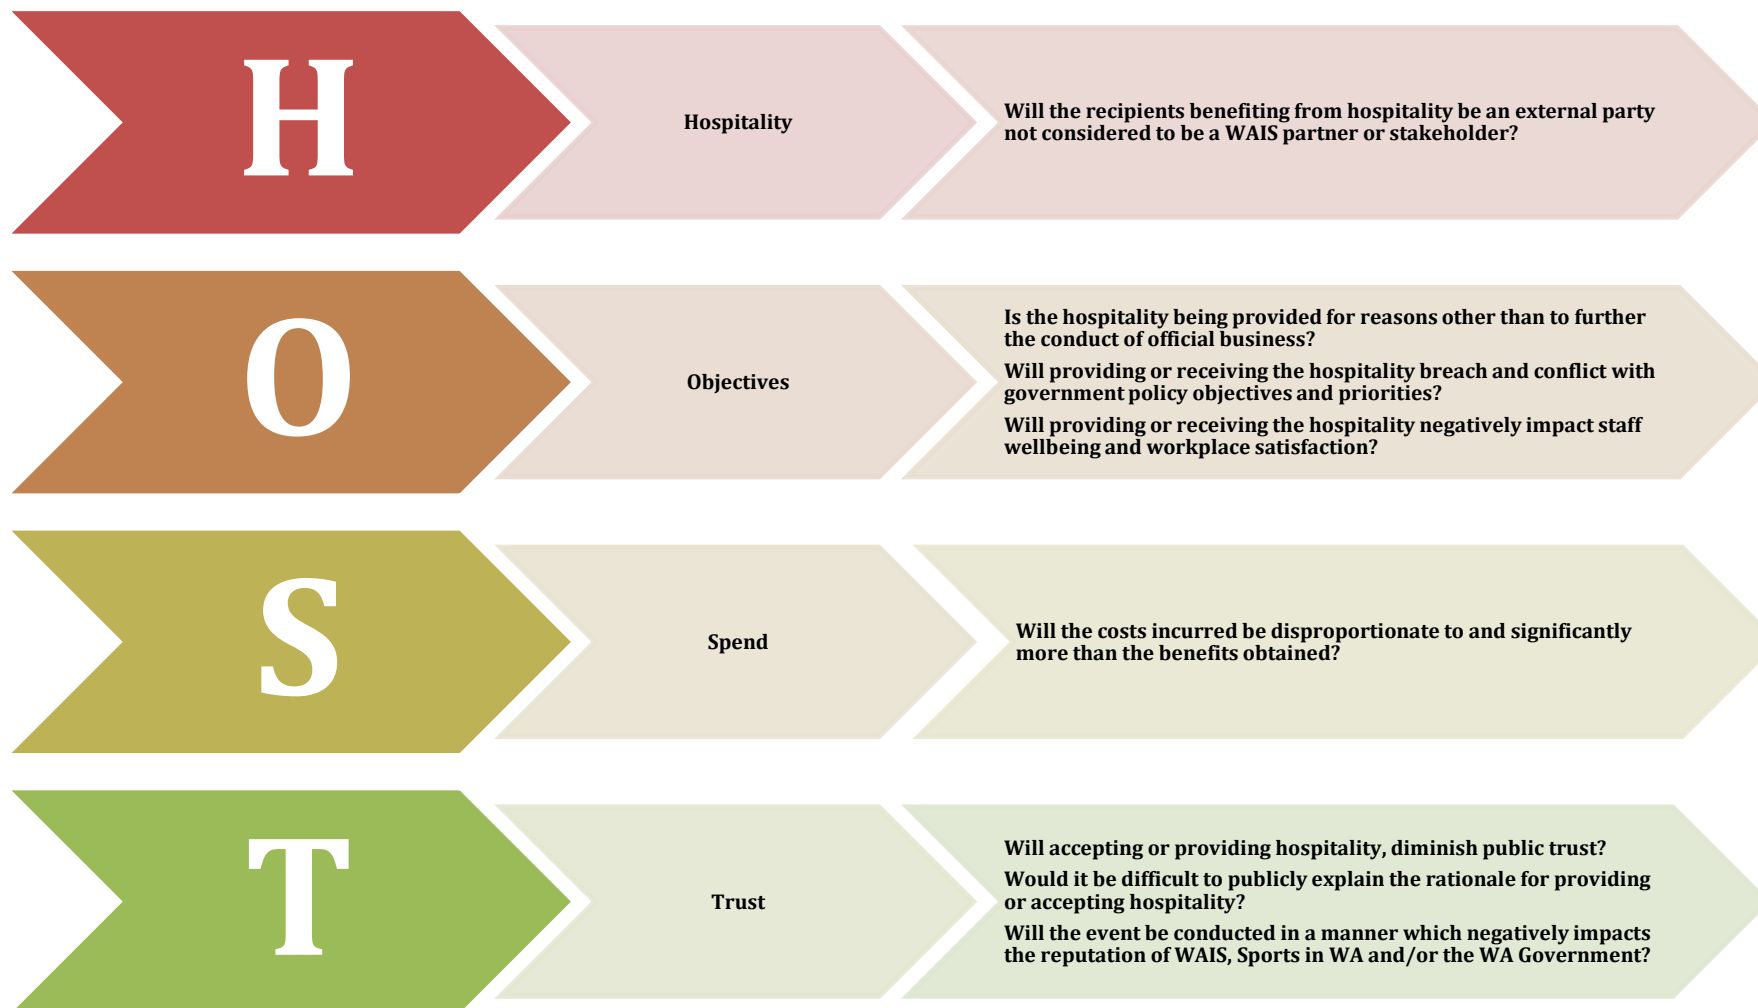 H
Hospitality
Will the recipients benefiting from hospitality be an external party
not considered to be a WAIS partner or stakeholder?
O
Objectives
Is the hospitality being provided for reasons other than to further
the conduct of official business?
Will providing or receiving the hospitality breach and conflict with
government policy objectives and priorities?
Will providing or receiving the hospitality negatively impact staff
wellbeing and workplace satisfaction?
S
Spend
Will the costs incurred be disproportionate to and significantly
more than the benefits obtained?
T
Trust
Will accepting or providing hospitality, diminish public trust?
Would it be difficult to publicly explain the rationale for providing
or accepting hospitality?
Will the event be conducted in a manner which negatively impacts
the reputation of WAIS, Sports in WA and/or the WA Government?